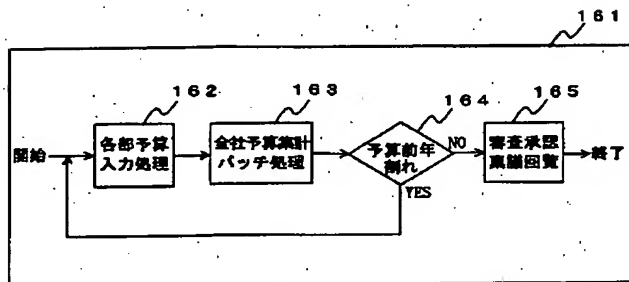 161
162
163
164
165
開始
各部予算
入力処理
全社予算集計
バッチ処理
予算前年
割れ
NO
YES
審査承認
稟議回覧
終了